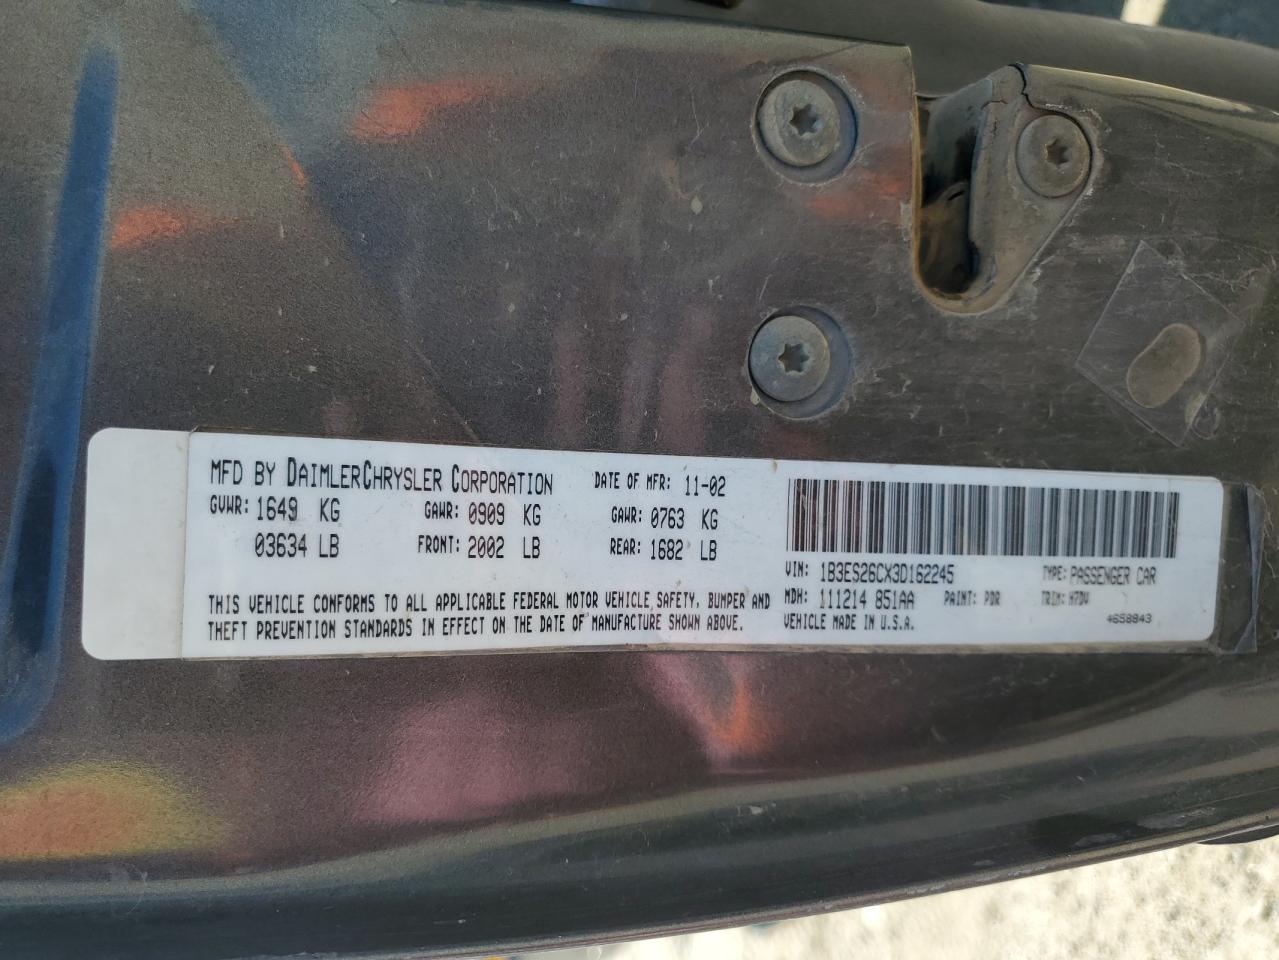 MFD BY DAIMLERCHRYSLER CORPORATION DATE OF MFR: 11-02
GVWR: 1649 KG GAWR: 0909 KG GAWR: 0763 KG
03634 LB FRONT: 2002 LB REAR: 1682 LB
THIS VEHICLE CONFORMS TO ALL APPLICABLE FEDERAL MOTOR VEHICLE SAFETY, BUMPER AND
THEFT PREVENTION STANDARDS IN EFFECT ON THE DATE OF MANUFACTURE SHOWN ABOVE.
VIN: 1B3ES26CX3D162245 TYPE: PASSENGER CAR
MDH: 111214 851AA PAINT: PDR TRIM: H7DV
VEHICLE MADE IN U.S.A. 4658843